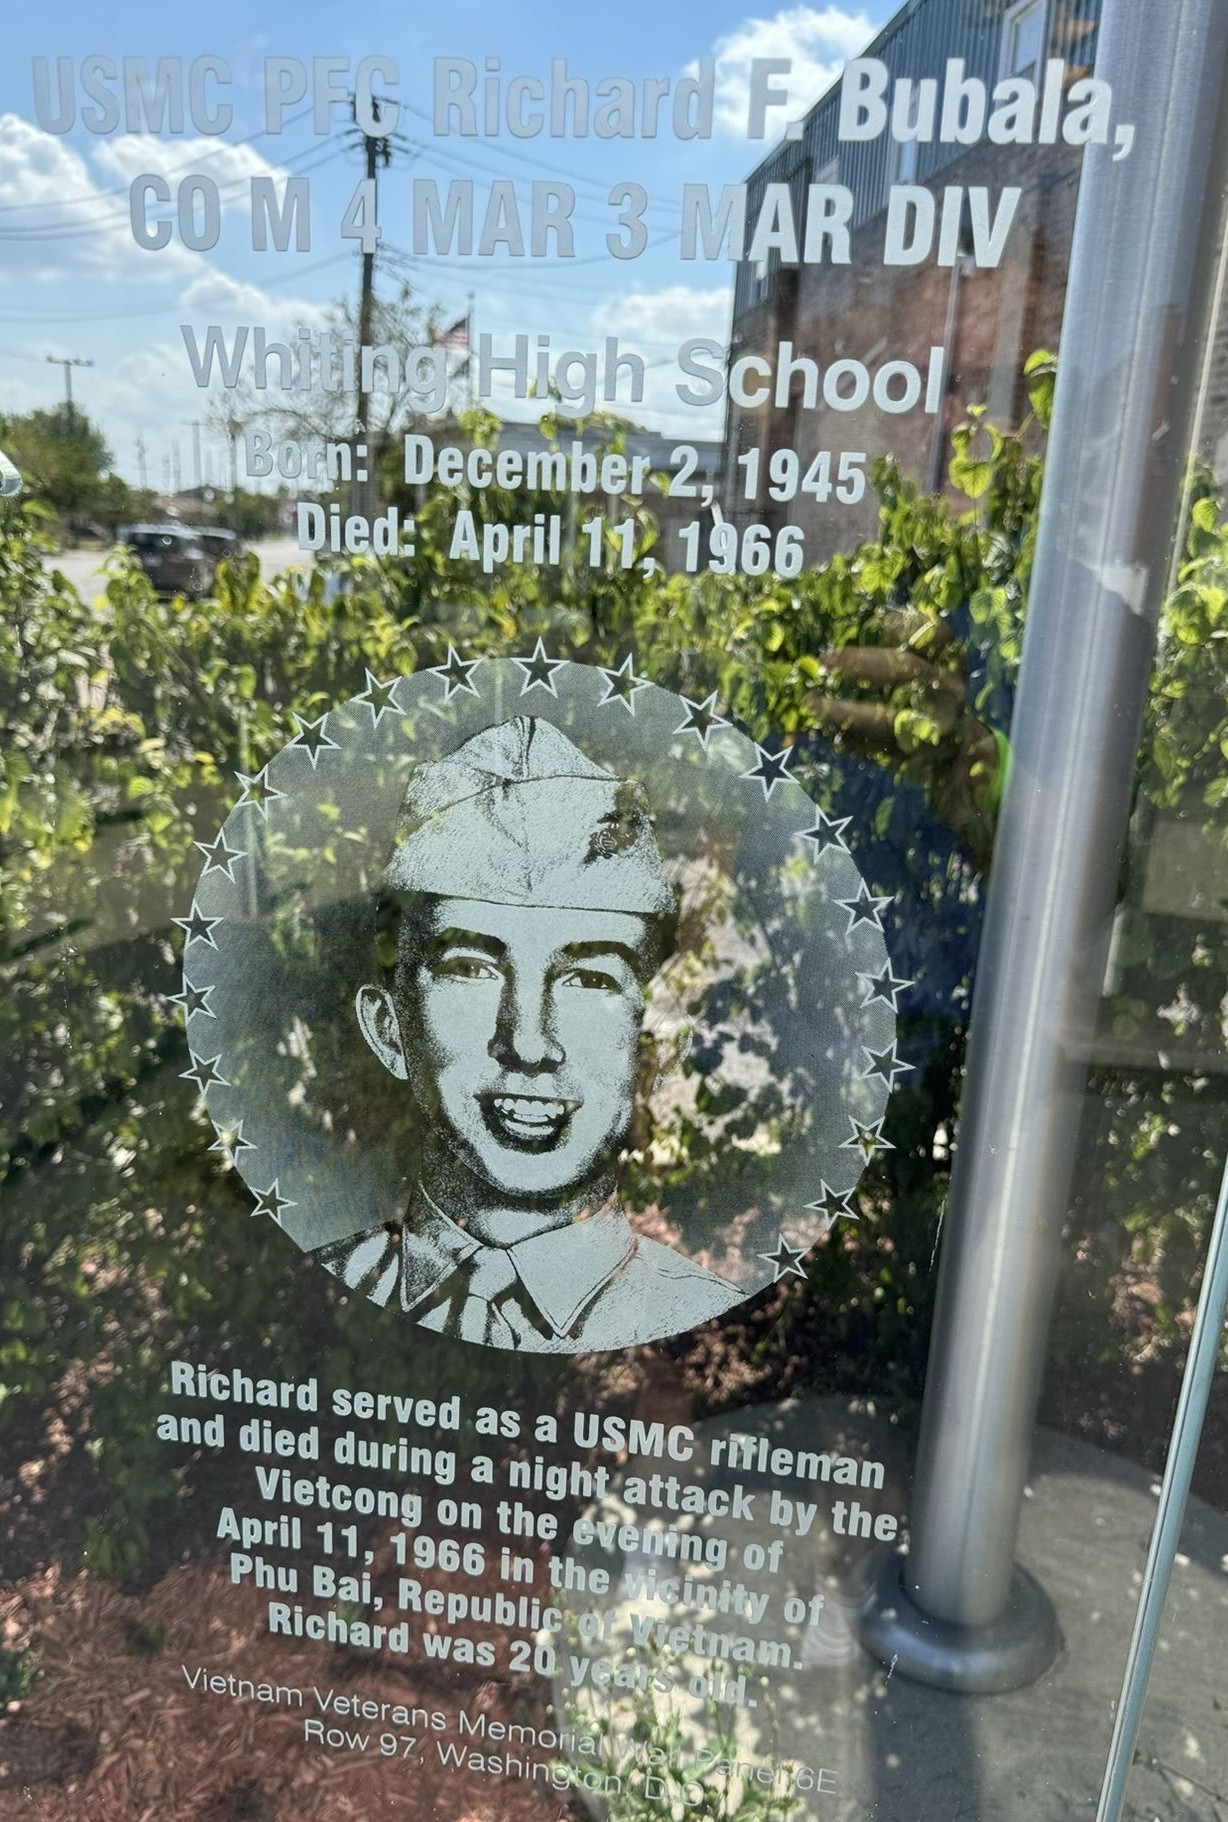 USMC PFC Richard F. Bubala,
CO M 4 MAR 3 MAR DIV
Whiting High School
Born: December 2, 1945
Died: April 11, 1966
Richard served as a USMC rifleman
and died during a night attack by the
Vietcong on the evening of
April 11, 1966 in the vicinity of
Phu Bai, Republic of Vietnam.
Richard was 20 years old.
Vietnam Veterans Memorial Wall Panel 6E
Row 97, Washington, D.C.